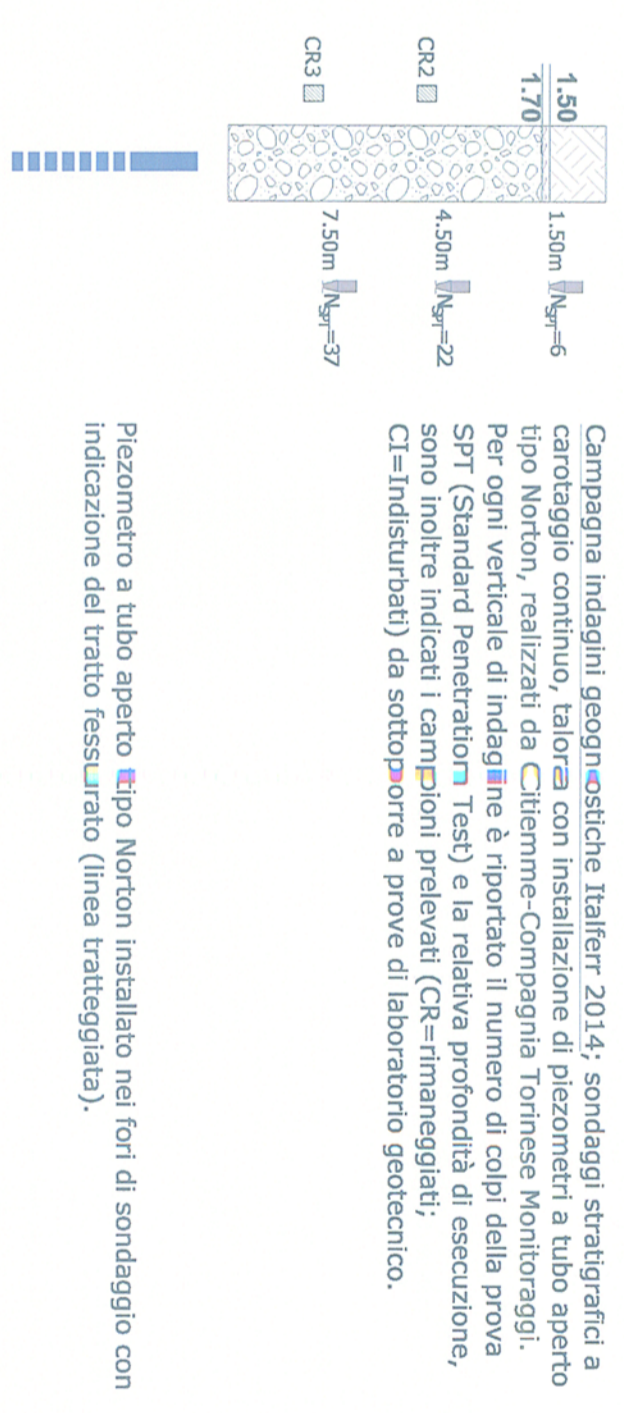 1.50
1.70
CR2
CR3
1.50m NSPT=6
4.50m NSPT=22
7.50m NSPT=37
Campagna indagini geognostiche Italferr 2014; sondaggi stratigrafici a
carotaggio continuo, talora con installazione di piezometri a tubo aperto
tipo Norton, realizzati da Citiemme-Compagnia Torinese Monitoraggi.
Per ogni verticale di indagine è riportato il numero di colpi della prova
SPT (Standard Penetration Test) e la relativa profondità di esecuzione,
sono inoltre indicati i campioni prelevati (CR=rimaneggiati;
CI=Indisturbati) da sottoporre a prove di laboratorio geotecnico.
Piezometro a tubo aperto tipo Norton installato nei fori di sondaggio con
indicazione del tratto fessurato (linea tratteggiata).